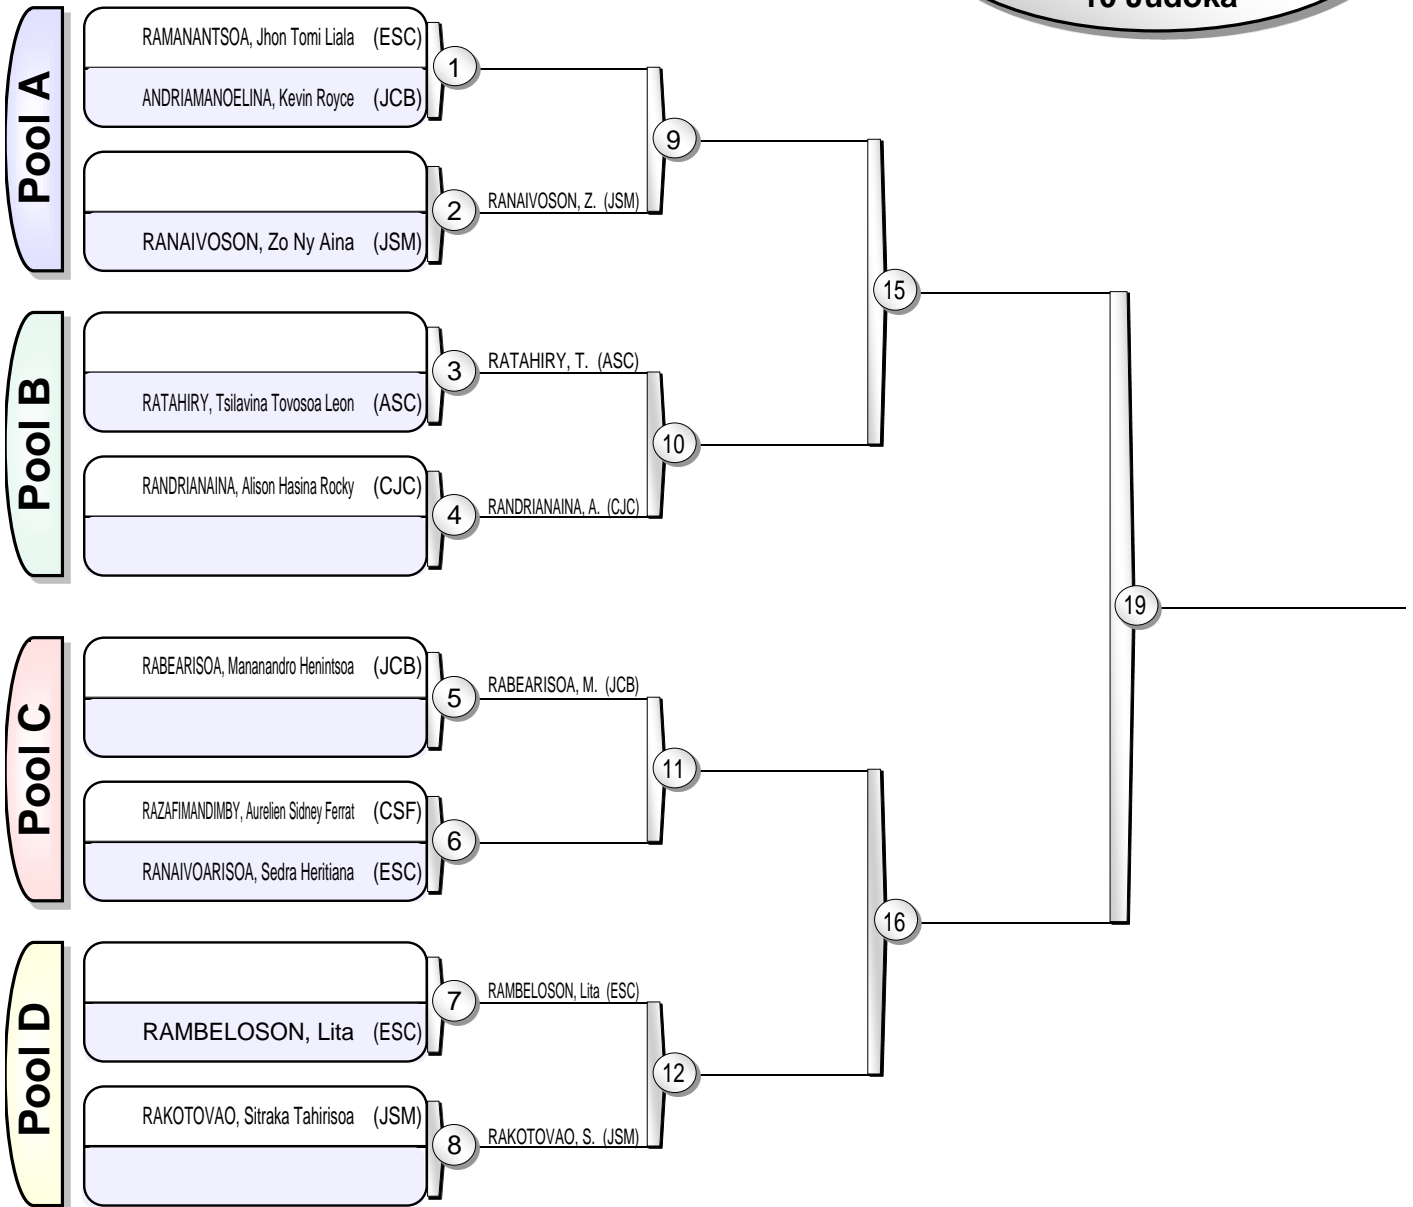 10 Judoka
Pool A
RAMANANTSOA, Jhon Tomi Liala (ESC)
1
ANDRIAMANOELINA, Kevin Royce (JCB)
9
2
RANAIVOSON, Z. (JSM)
RANAIVOSON, Zo Ny Aina (JSM)
15
Pool B
3
RATAHIRY, T. (ASC)
RATAHIRY, Tsilavina Tovosoa Leon (ASC)
10
RANDRIANAINA, Alison Hasina Rocky (CJC)
4
RANDRIANAINA, A. (CJC)
19
Pool C
RABEARISOA, Mananandro Henintsoa (JCB)
5
RABEARISOA, M. (JCB)
11
RAZAFIMANDIMBY, Aurelien Sidney Ferrat (CSF)
6
RANAIVOARISOA, Sedra Heritiana (ESC)
16
Pool D
7
RAMBELOSON, Lita (ESC)
RAMBELOSON, Lita (ESC)
12
RAKOTOVAO, Sitraka Tahirisoa (JSM)
8
RAKOTOVAO, S. (JSM)